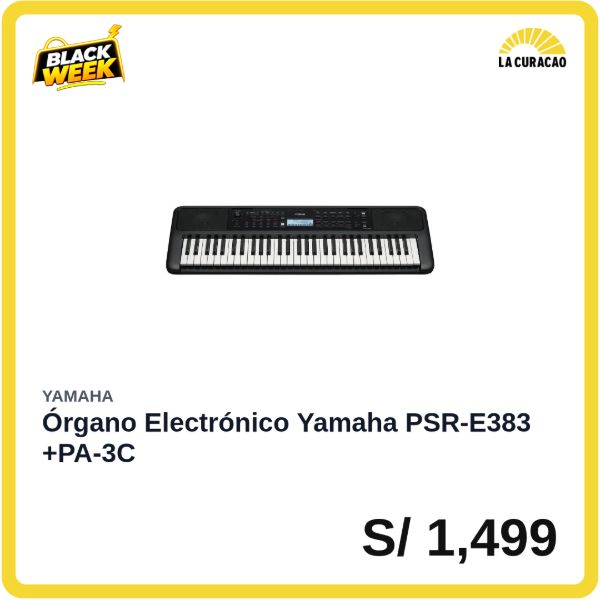 BLACK
WEEK
LA CURACAO
YAMAHA
Órgano Electrónico Yamaha PSR-E383
+PA-3C
S/ 1,499